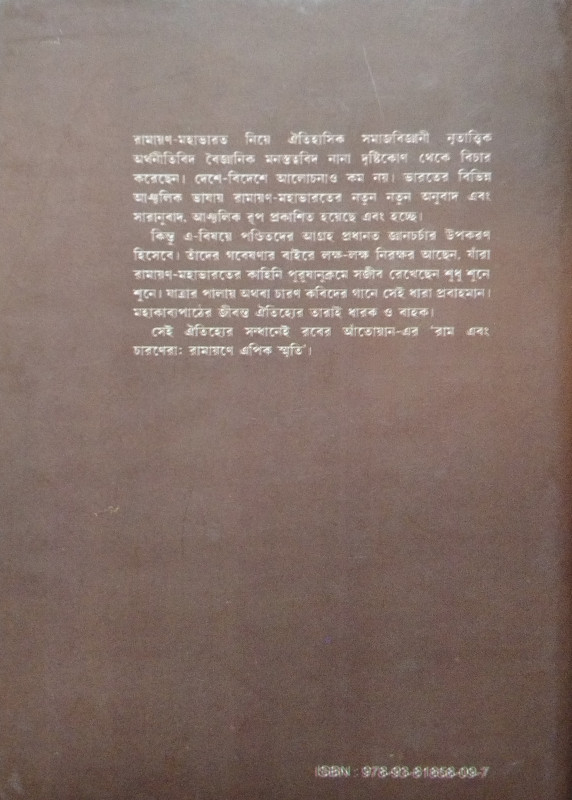 রামায়ণ-মহাভারত নিয়ে ঐতিহাসিক সমাজবিজ্ঞানী নৃতাত্ত্বিক
অর্থনীতিবিদ বৈজ্ঞানিক মনস্তত্ববিদ নানা দৃষ্টিকোণ থেকে বিচার
করেছেন। দেশে-বিদেশে আলোচনাও কম নয়। ভারতের বিভিন্ন
আঞ্চলিক ভাষায় রামায়ণ-মহাভারতের নতুন নতুন অনুবাদ এবং
সারানুবাদ, আঞ্চলিক রূপ প্রকাশিত হয়েছে এবং হচ্ছে।
কিন্তু এ-বিষয়ে পণ্ডিতদের আগ্রহ প্রধানত জ্ঞানচর্চার উপকরণ
হিসেবে। তাঁদের গবেষণার বাইরে লক্ষ-লক্ষ নিরক্ষর আছেন, যাঁরা
রামায়ণ-মহাভারতের কাহিনি পুরুষানুক্রমে সজীব রেখেছেন শুধু শুনে
শুনে। যাত্রার পালায় অথবা চারণ কবিদের গানে সেই ধারা প্রবাহমান।
মহাকাব্যপাঠের জীবন্ত ঐতিহ্যের তারাই ধারক ও বাহক।
সেই ঐতিহ্যের সন্ধানেই রবের আঁতোয়ান-এর 'রাম এবং
চারণেরা: রামায়ণে এপিক স্মৃতি'।
ISBN : 978-93-81858-09-7